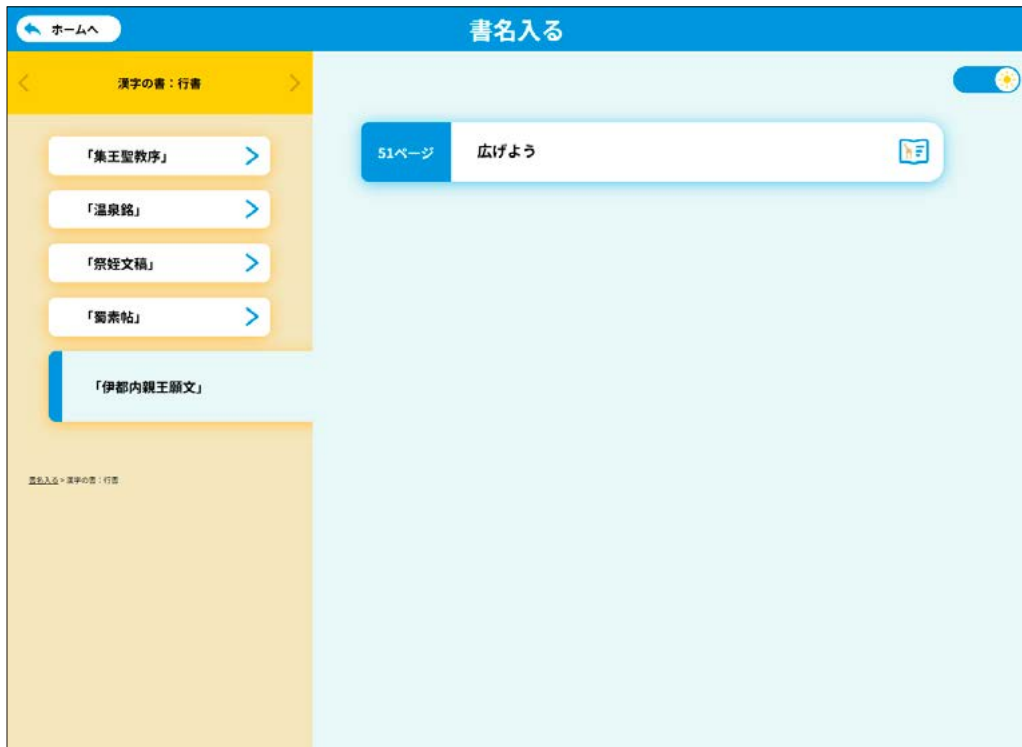 ホームへ
書名入る
漢字の書：行書
「集王聖教序」
「温泉銘」
「祭姪文稿」
「蜀素帖」
「伊都内親王願文」
書名入る > 漢字の書：行書
51ページ
広げよう